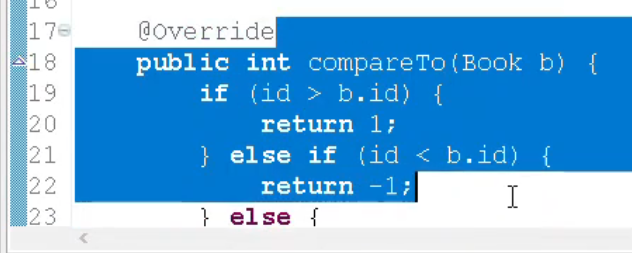 16
17 @Override
18 public int compareTo(Book b) {
19 if (id > b.id) {
20 return 1;
21 } else if (id < b.id) {
22 return -1;
23 } else {